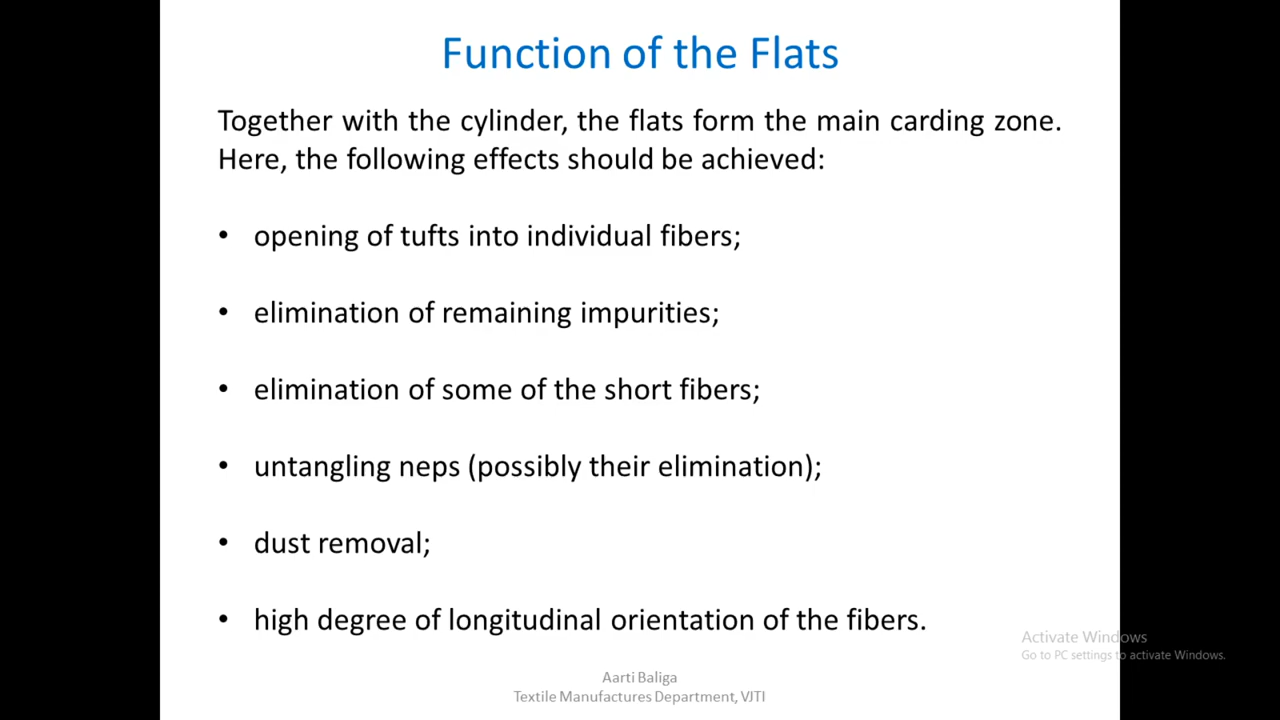 Function of the Flats
Together with the cylinder, the flats form the main carding zone.
Here, the following effects should be achieved:
• opening of tufts into individual fibers;
• elimination of remaining impurities;
• elimination of some of the short fibers;
• untangling neps (possibly their elimination);
• dust removal;
• high degree of longitudinal orientation of the fibers.
Activate Windows
Go to PC settings to activate Windows.
Aarti Baliga
Textile Manufactures Department, VJTI